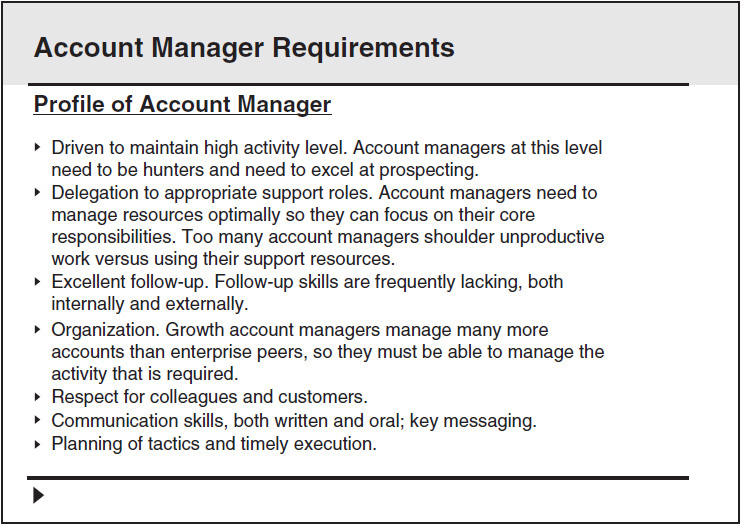 Account Manager Requirements
Profile of Account Manager
Driven to maintain high activity level. Account managers at this level
need to be hunters and need to excel at prospecting.
Delegation to appropriate support roles. Account managers need to
manage resources optimally so they can focus on their core
responsibilities. Too many account managers shoulder unproductive
work versus using their support resources.
Excellent follow-up. Follow-up skills are frequently lacking, both
internally and externally.
Organization. Growth account managers manage many more
accounts than enterprise peers, so they must be able to manage the
activity that is required.
Respect for colleagues and customers.
Communication skills, both written and oral; key messaging.
Planning of tactics and timely execution.